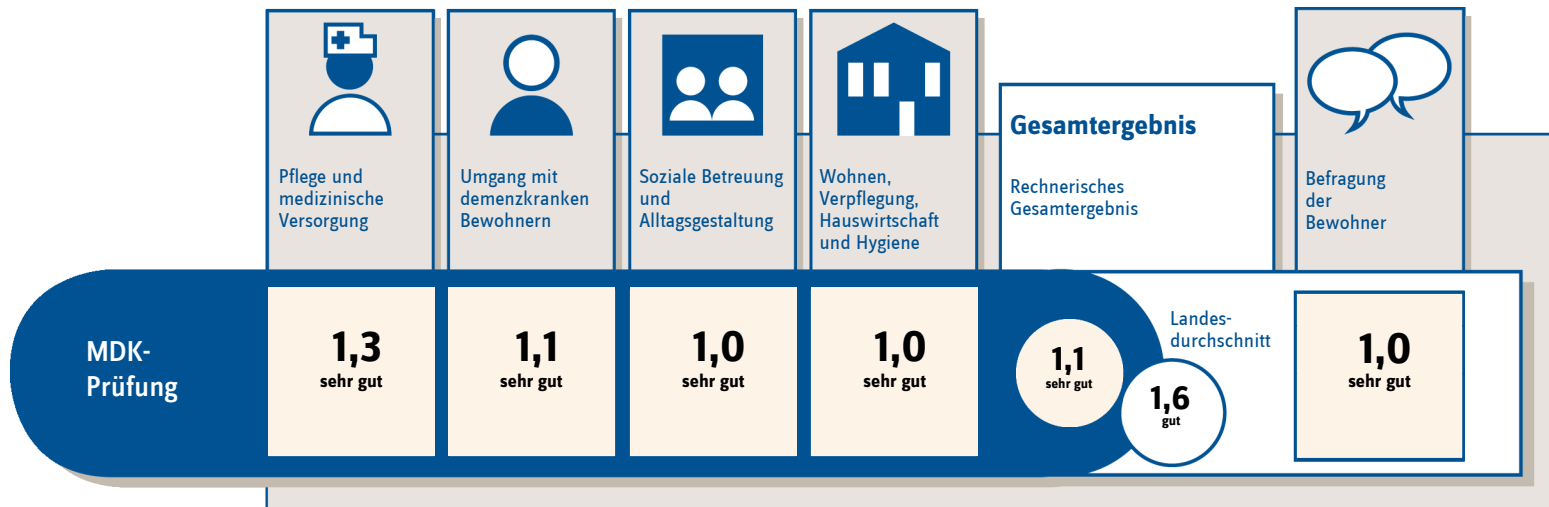 Pflege und
medizinische
Versorgung
Umgang mit
demenzkranken
Bewohnern
Soziale Betreuung
und
Alltagsgestaltung
Wohnen,
Verpflegung,
Hauswirtschaft
und Hygiene
Gesamtergebnis
Rechnerisches
Gesamtergebnis
Befragung
der
Bewohner
MDK-
Prüfung
1,3
sehr gut
1,1
sehr gut
1,0
sehr gut
1,0
sehr gut
1,1
sehr gut
Landes-
durchschnitt
1,6
gut
1,0
sehr gut